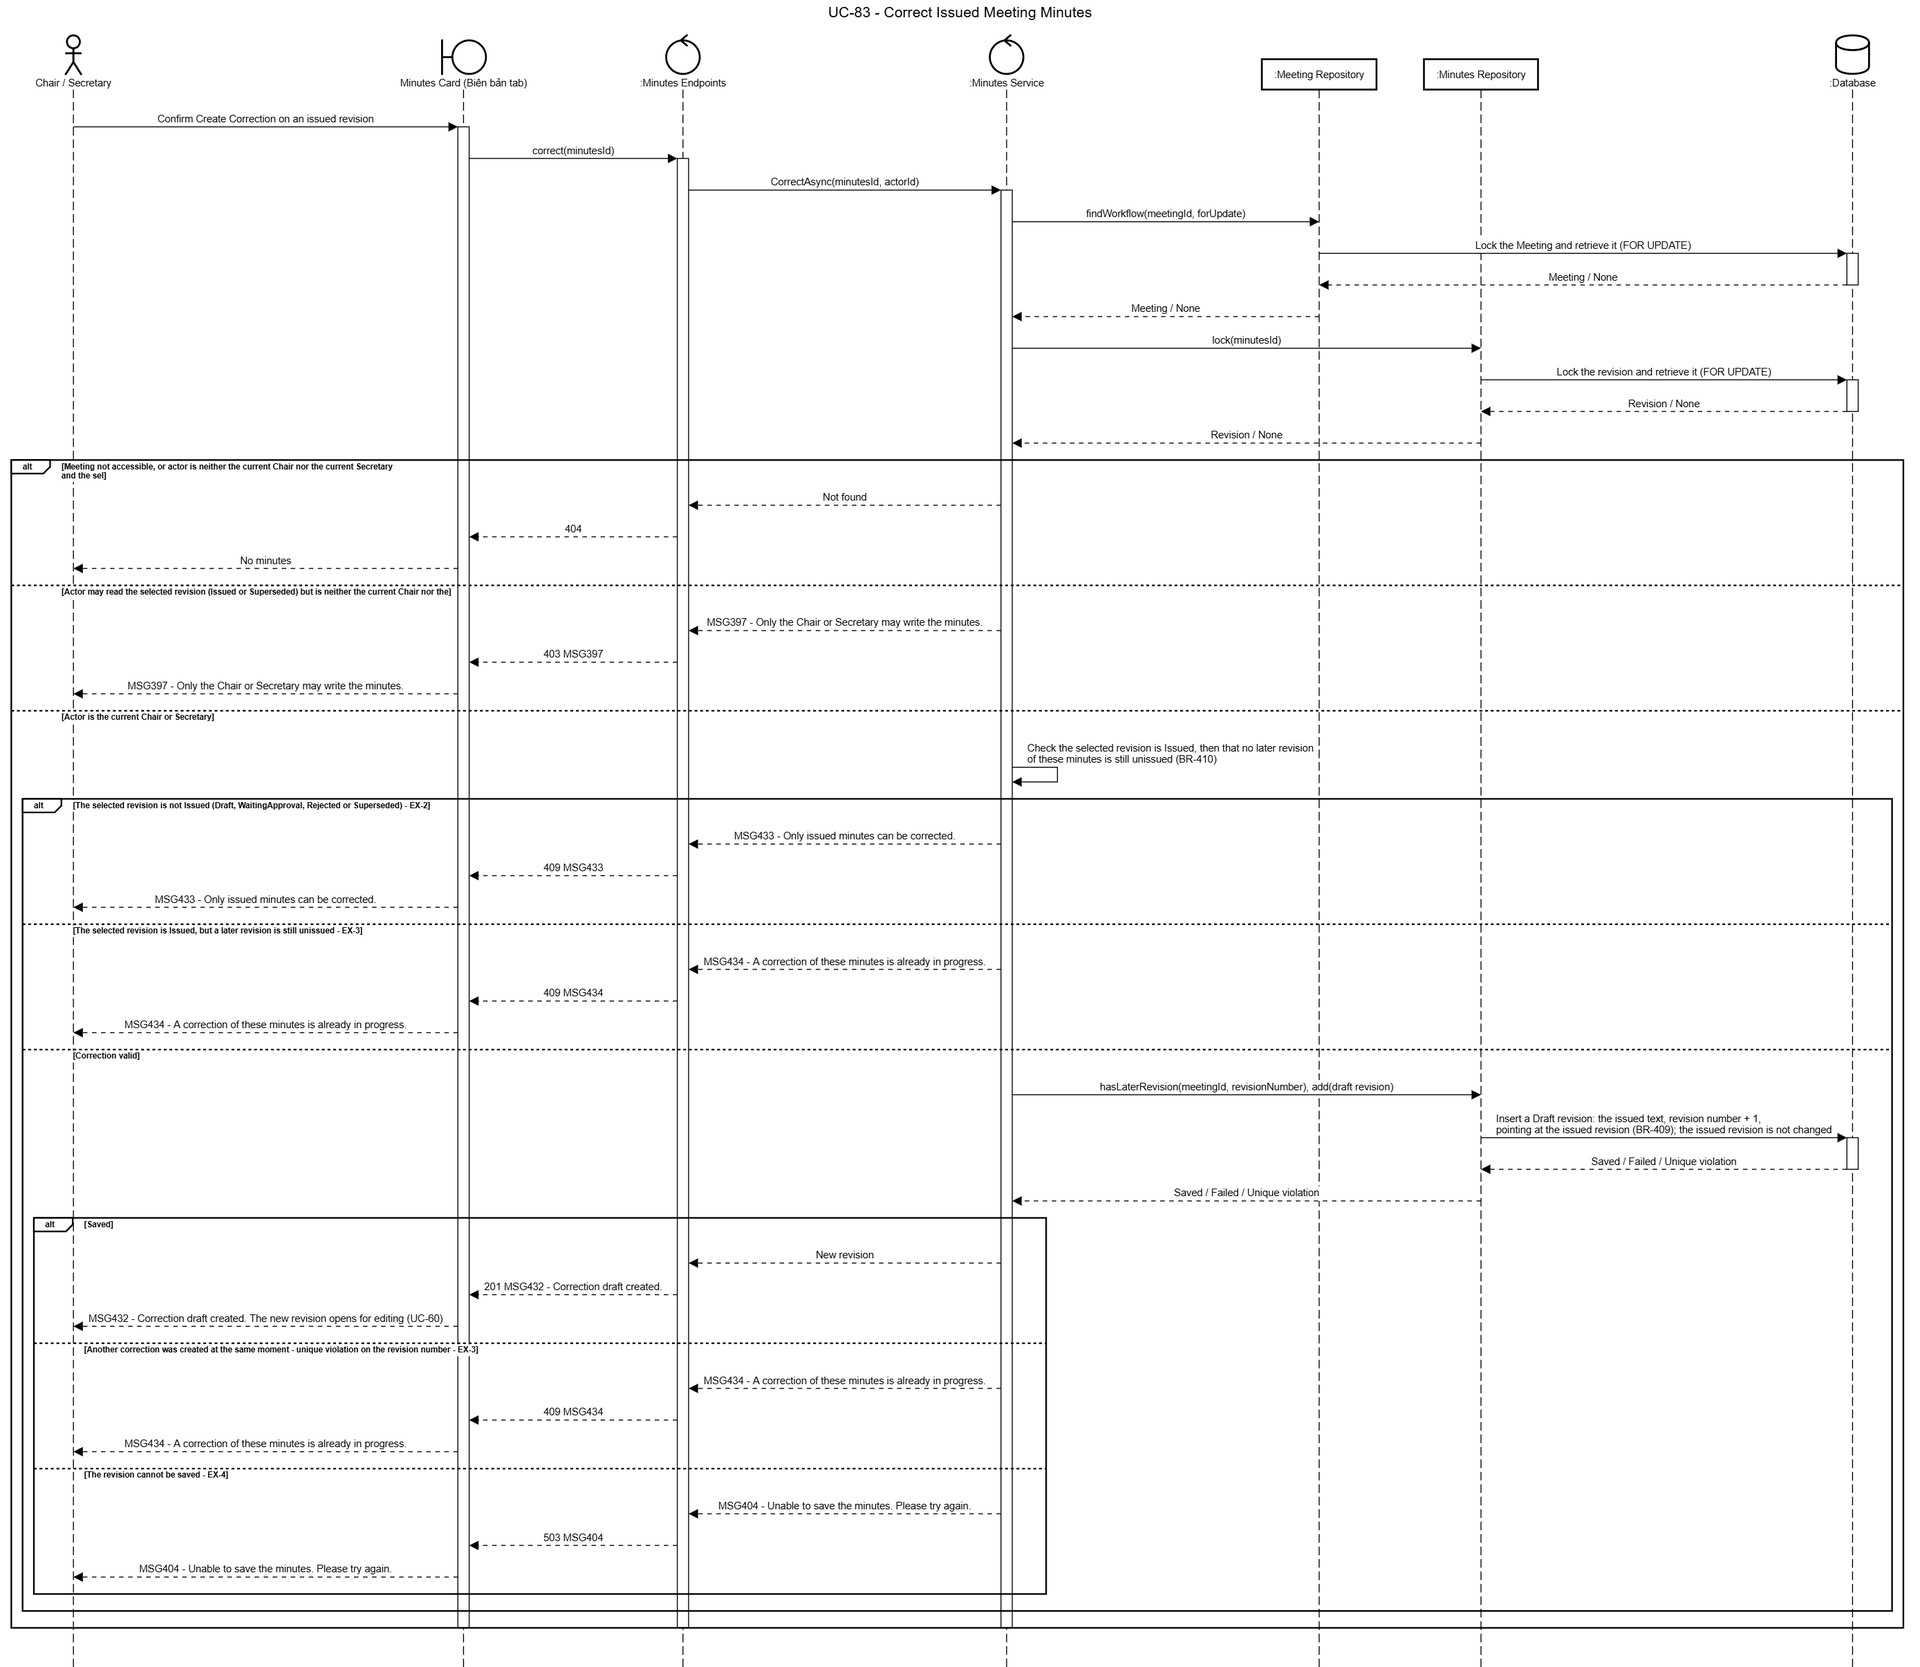 UC-83 - Correct Issued Meeting Minutes
Chair / Secretary
Minutes Card (Biên bản tab)
:Minutes Endpoints
:Minutes Service
:Meeting Repository
:Minutes Repository
:Database
Confirm Create Correction on an issued revision
correct(minutesId)
CorrectAsync(minutesId, actorId)
findWorkflow(meetingId, forUpdate)
Lock the Meeting and retrieve it (FOR UPDATE)
Meeting / None
Meeting / None
lock(minutesId)
Lock the revision and retrieve it (FOR UPDATE)
Revision / None
Revision / None
alt
[Meeting not accessible, or actor is neither the current Chair nor the current Secretary
and the sel]
Not found
404
No minutes
[Actor may read the selected revision (Issued or Superseded) but is neither the current Chair nor the]
MSG397 - Only the Chair or Secretary may write the minutes.
403 MSG397
MSG397 - Only the Chair or Secretary may write the minutes.
[Actor is the current Chair or Secretary]
Check the selected revision is Issued, then that no later revision
of these minutes is still unissued (BR-410)
alt
[The selected revision is not Issued (Draft, WaitingApproval, Rejected or Superseded) - EX-2]
MSG433 - Only issued minutes can be corrected.
409 MSG433
MSG433 - Only issued minutes can be corrected.
[The selected revision is Issued, but a later revision is still unissued - EX-3]
MSG434 - A correction of these minutes is already in progress.
409 MSG434
MSG434 - A correction of these minutes is already in progress.
[Correction valid]
hasLaterRevision(meetingId, revisionNumber), add(draft revision)
Insert a Draft revision: the issued text, revision number + 1,
pointing at the issued revision (BR-409); the issued revision is not changed
Saved / Failed / Unique violation
Saved / Failed / Unique violation
alt
[Saved]
New revision
201 MSG432 - Correction draft created.
MSG432 - Correction draft created. The new revision opens for editing (UC-60)
[Another correction was created at the same moment - unique violation on the revision number - EX-3]
MSG434 - A correction of these minutes is already in progress.
409 MSG434
MSG434 - A correction of these minutes is already in progress.
[The revision cannot be saved - EX-4]
MSG404 - Unable to save the minutes. Please try again.
503 MSG404
MSG404 - Unable to save the minutes. Please try again.